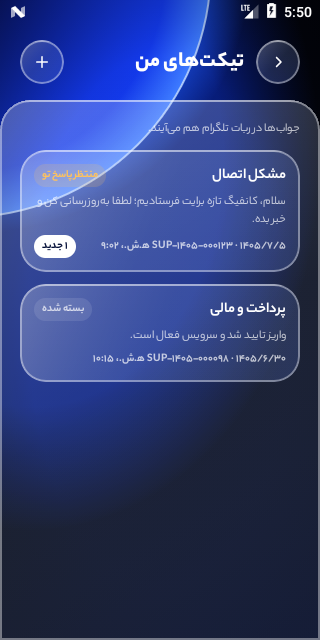 LTE 5:50
تیکت‌های من
جواب‌ها در ربات تلگرام هم می‌آیند.
مشکل اتصال
منتظر پاسخ تو
سلام، کانفیگ تازه برایت فرستادیم؛ لطفا به‌روزرسانی کن و
خبر بده.
SUP-۱۴۰۵-۰۰۰۱۲۳ · ۱۴۰۵/۷/۵ ه‍.ش.، ۹:۰۲
۱ جدید
پرداخت و مالی
بسته شده
واریز تایید شد و سرویس فعال است.
SUP-۱۴۰۵-۰۰۰۰۹۸ · ۱۴۰۵/۶/۳۰ ه‍.ش.، ۱۰:۱۵